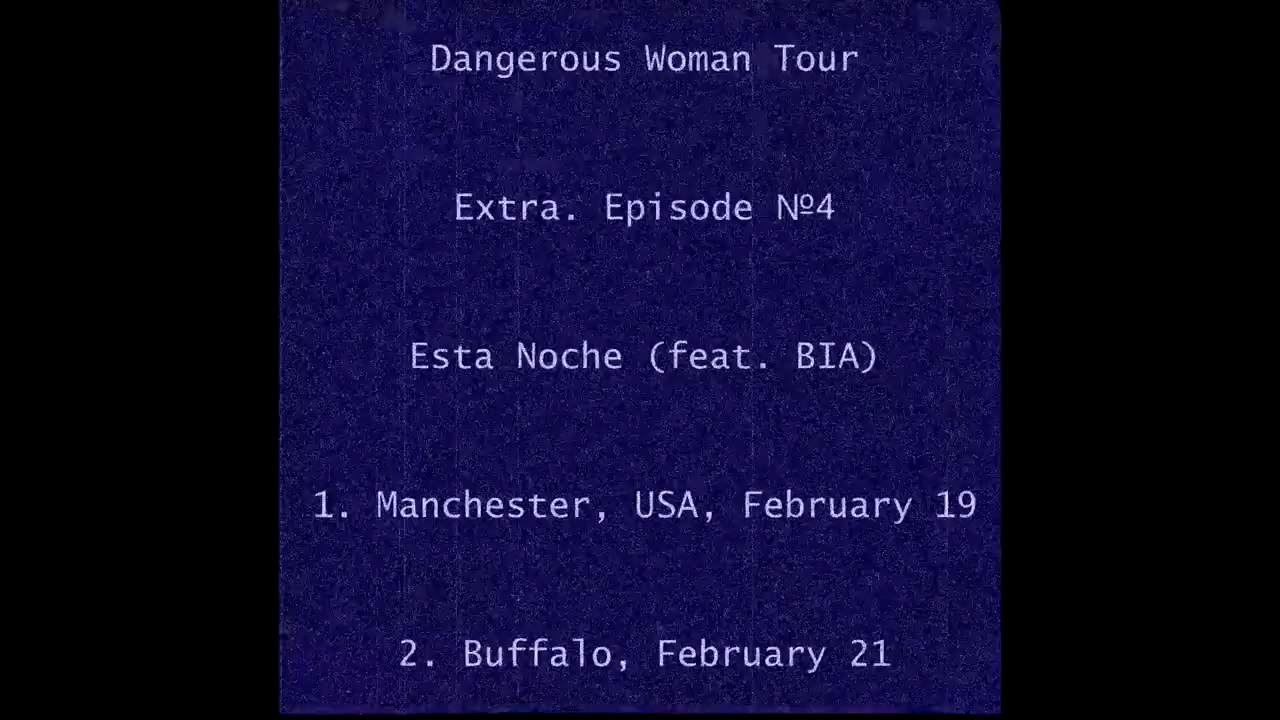 Dangerous Woman Tour
Extra. Episode №4
Esta Noche (feat. BIA)
1. Manchester, USA, February 19
2. Buffalo, February 21